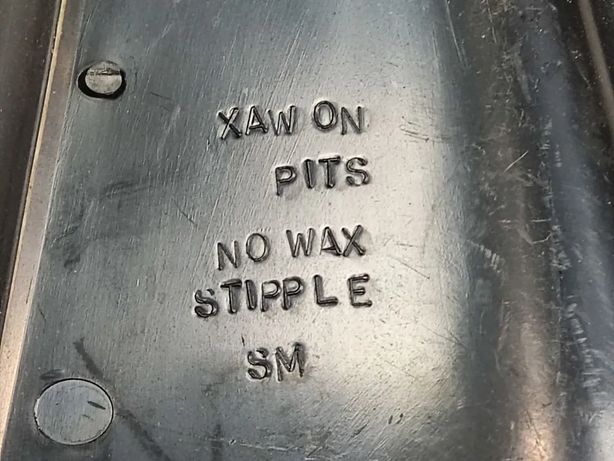 XAW ON
PITS
NO WAX
STIPPLE
SM